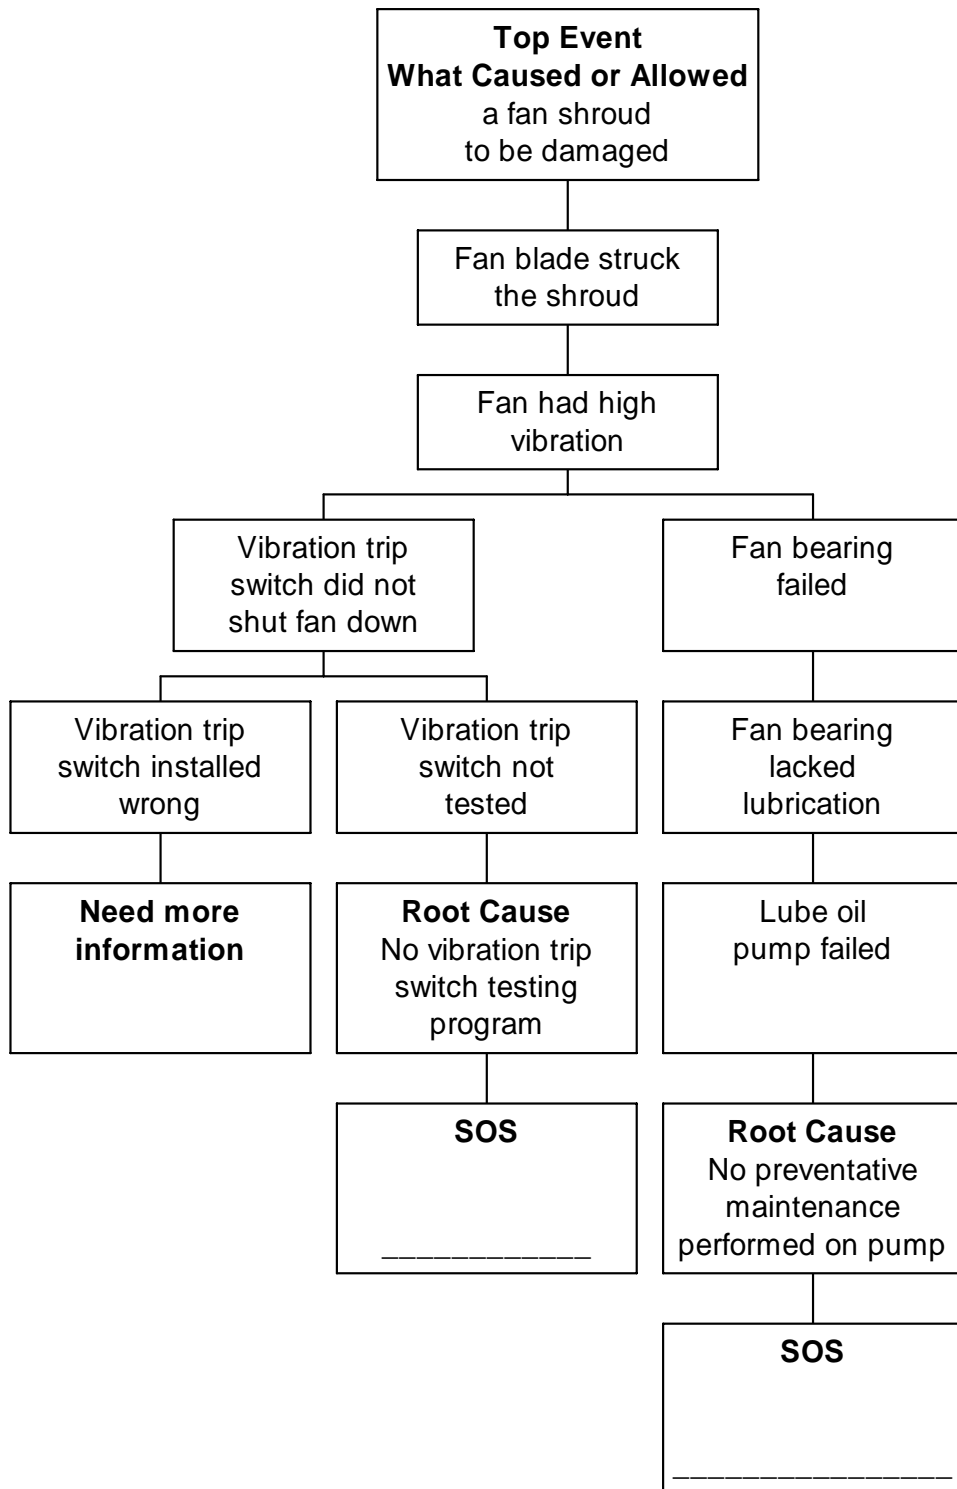 Top Event
What Caused or Allowed
a fan shroud
to be damaged
Fan blade struck
the shroud
Fan had high
vibration
Vibration trip
switch did not
shut fan down
Fan bearing
failed
Vibration trip
switch installed
wrong
Vibration trip
switch not
tested
Fan bearing
lacked
lubrication
Need more
information
Root Cause
No vibration trip
switch testing
program
Lube oil
pump failed
SOS
____________
Root Cause
No preventative
maintenance
performed on pump
SOS
________________